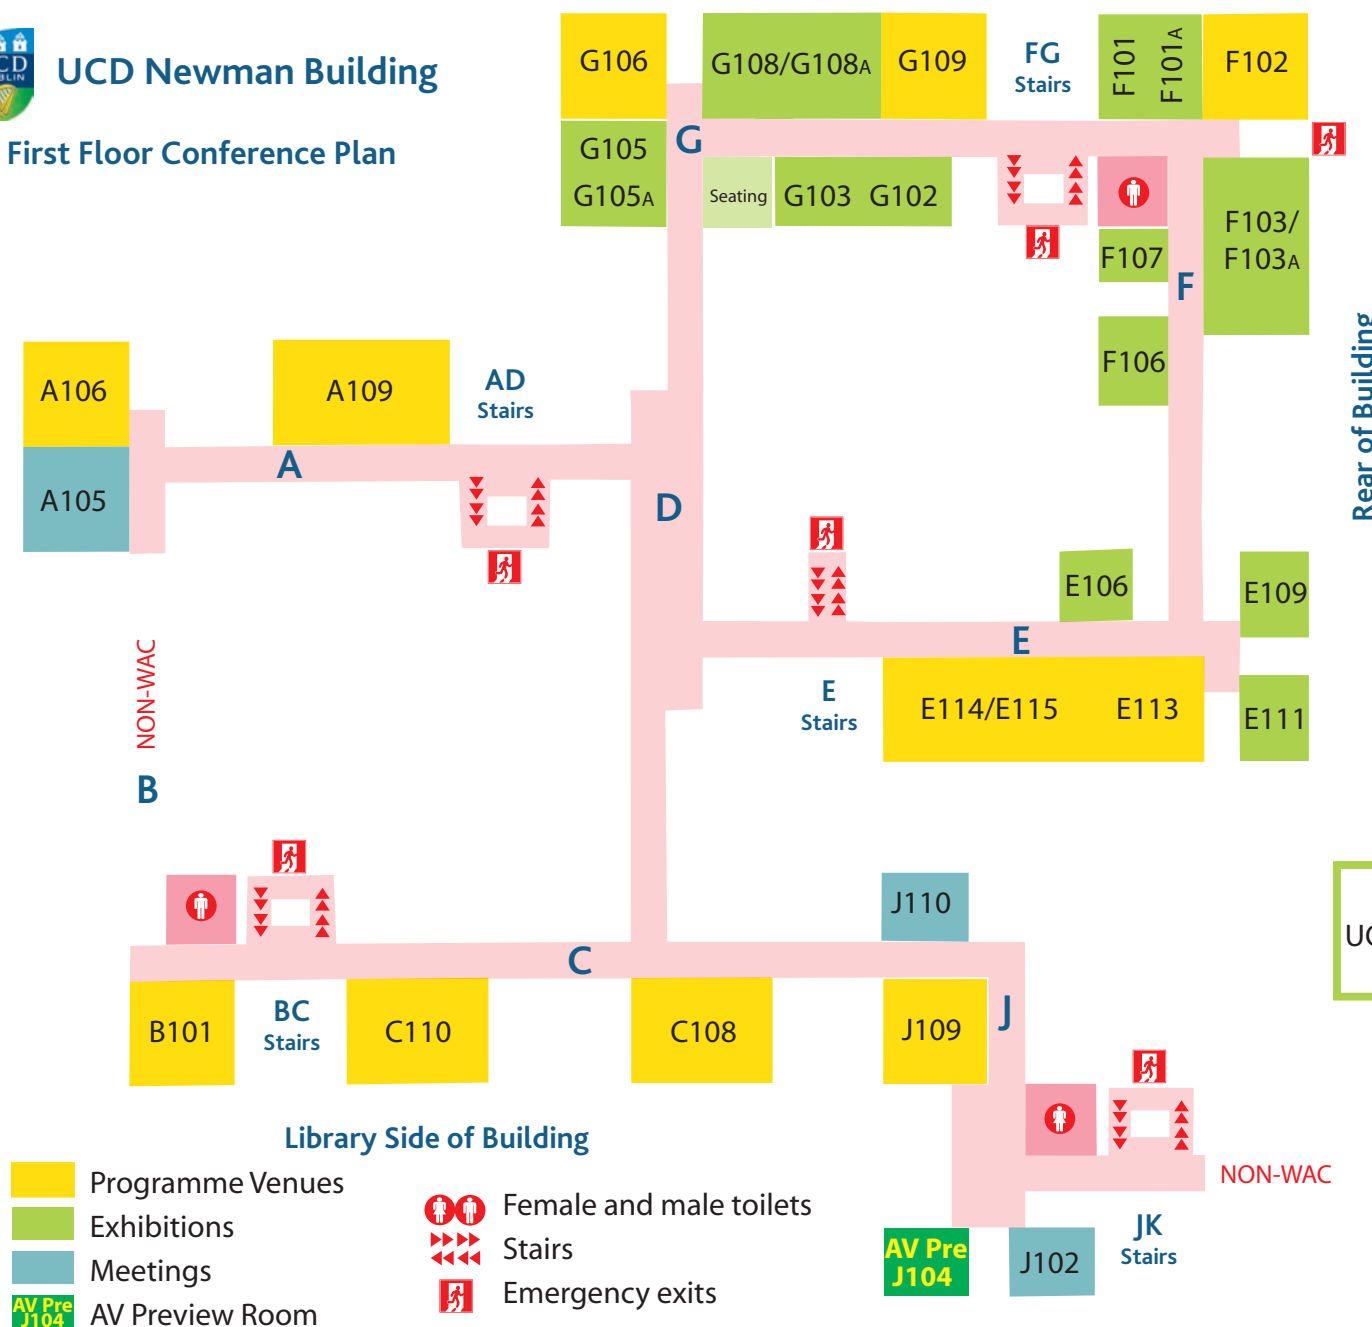 UCD
DUBLIN
UCD Newman Building
First Floor Conference Plan
G106
G108/G108A
G109
FG
Stairs
F101
F101A
F102
G
G105
G105A
Seating
G103
G102
F107
F
F103/
F103A
F106
Rear of Building
A106
A109
AD
Stairs
A
A105
D
E106
E109
E
E
Stairs
E114/E115
E113
E111
NON-WAC
B
J110
C
B101
BC
Stairs
C110
C108
J109
J
Library Side of Building
NON-WAC
JK
Stairs
AV Pre
J104
J102
Programme Venues
Exhibitions
Meetings
AV Pre
J104
AV Preview Room
Female and male toilets
Stairs
Emergency exits